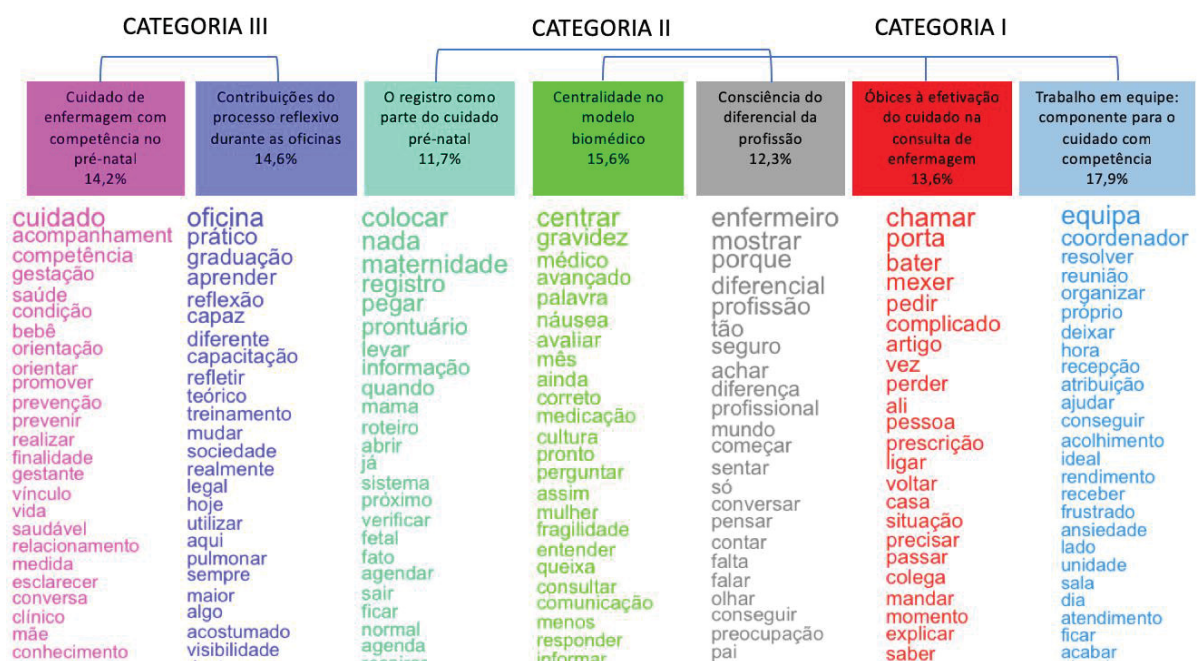 CATEGORIA III
CATEGORIA II
CATEGORIA I
Cuidado de
enfermagem com
competência no
pré-natal
14,2%
Contribuições do
processo reflexivo
durante as oficinas
14,6%
O registro como
parte do cuidado
pré-natal
11,7%
Centralidade no
modelo
biomédico
15,6%
Consciência do
diferencial da
profissão
12,3%
Óbices à efetivação
do cuidado na
consulta de
enfermagem
13,6%
Trabalho em equipe:
componente para o
cuidado com
competência
17,9%
cuidado
acompanhament
competência
gestação
saúde
condição
bebê
orientação
orientar
promover
prevenção
prevenir
realizar
finalidade
gestante
vínculo
vida
saudável
relacionamento
medida
esclarecer
conversa
clínico
mãe
conhecimento
oficina
prático
graduação
aprender
reflexão
capaz
diferente
capacitação
refletir
teórico
treinamento
mudar
sociedade
realmente
legal
hoje
utilizar
aqui
pulmonar
sempre
maior
algo
acostumado
visibilidade
colocar
nada
maternidade
registro
pegar
prontuário
levar
informação
quando
mama
roteiro
abrir
já
sistema
próximo
verificar
fetal
fato
agendar
sair
ficar
normal
agenda
centrar
gravidez
médico
avançado
palavra
náusea
avaliar
mês
ainda
correto
medicação
cultura
pronto
perguntar
assim
mulher
fragilidade
entender
queixa
consultar
comunicação
menos
responder
informar
enfermeiro
mostrar
porque
diferencial
profissão
tão
seguro
achar
diferença
profissional
mundo
começar
sentar
só
conversar
pensar
contar
falta
falar
olhar
conseguir
preocupação
pai
chamar
porta
bater
mexer
pedir
complicado
artigo
vez
perder
ali
pessoa
prescrição
ligar
voltar
casa
situação
precisar
passar
colega
mandar
momento
explicar
saber
equipa
coordenador
resolver
reunião
organizar
próprio
deixar
hora
recepção
atribuição
ajudar
conseguir
acolhimento
ideal
rendimento
receber
frustrado
ansiedade
lado
unidade
sala
dia
atendimento
ficar
acabar